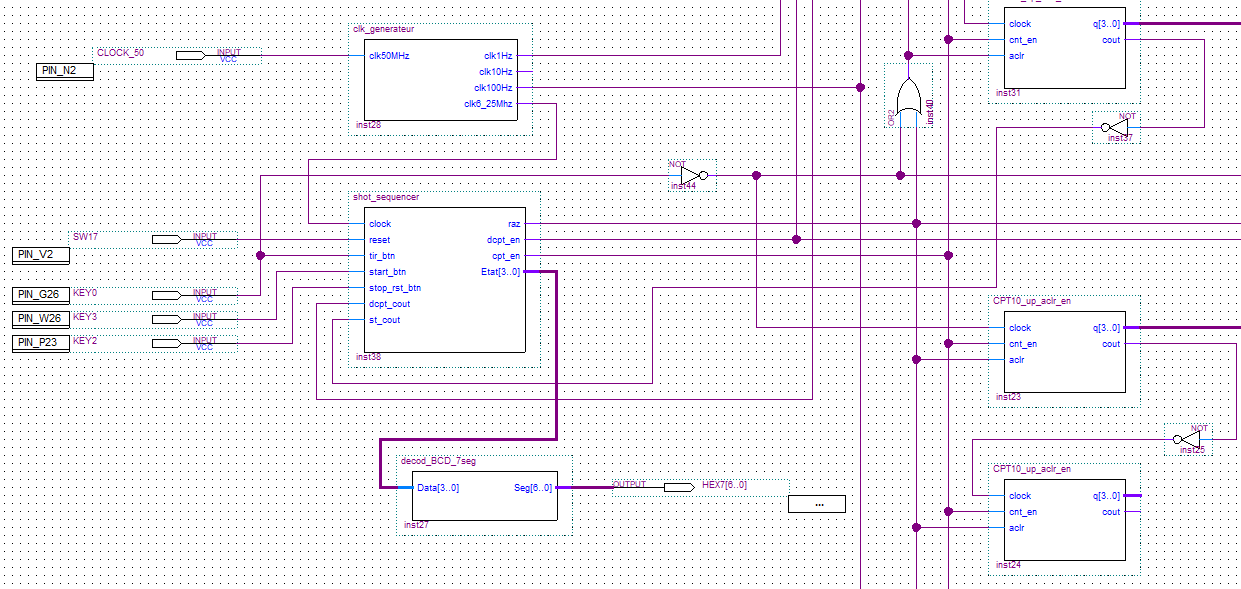 clk_generateur
CLOCK_50
INPUT
VCC
PIN_N2
clk50MHz
clk1Hz
clk10Hz
clk100Hz
clk6_25Mhz
inst28
NOT
inst44
shot_sequencer
clock
reset
tir_btn
start_btn
stop_rst_btn
dcpt_cout
st_cout
raz
dcpt_en
cpt_en
Etat[3..0]
inst38
SW17
INPUT
VCC
PIN_V2
PIN_G26
KEY0
INPUT
VCC
PIN_W26
KEY3
INPUT
VCC
PIN_P23
KEY2
INPUT
VCC
decod_BCD_7seg
Data[3..0]
Seg[6..0]
inst27
OUTPUT
HEX7[6..0]
...
OR2
inst40
clock
cnt_en
aclr
q[3..0]
cout
inst31
NOT
inst37
CPT10_up_aclr_en
clock
cnt_en
aclr
q[3..0]
cout
inst23
NOT
inst25
CPT10_up_aclr_en
clock
cnt_en
aclr
q[3..0]
cout
inst24